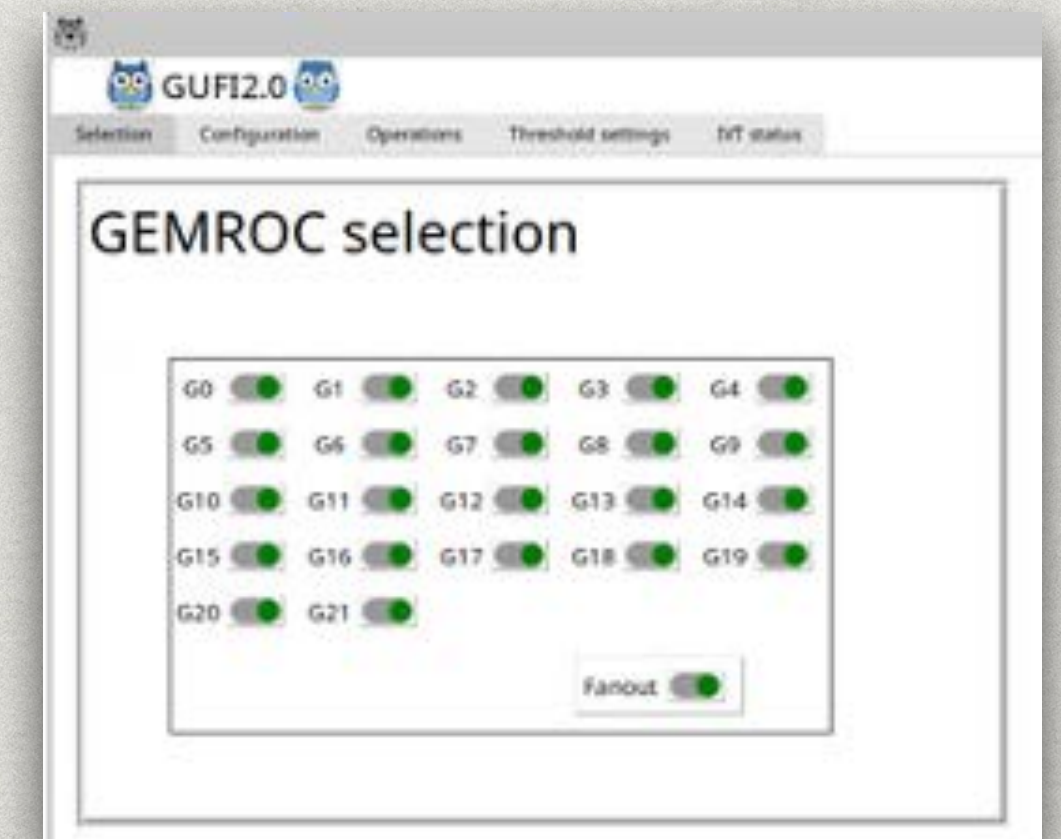 GUFI2.0
Selection Configuration Operations Threshold settings IVT status
GEMROC selection
G0 G1 G2 G3 G4
G5 G6 G7 G8 G9
G10 G11 G12 G13 G14
G15 G16 G17 G18 G19
G20 G21
Fanout